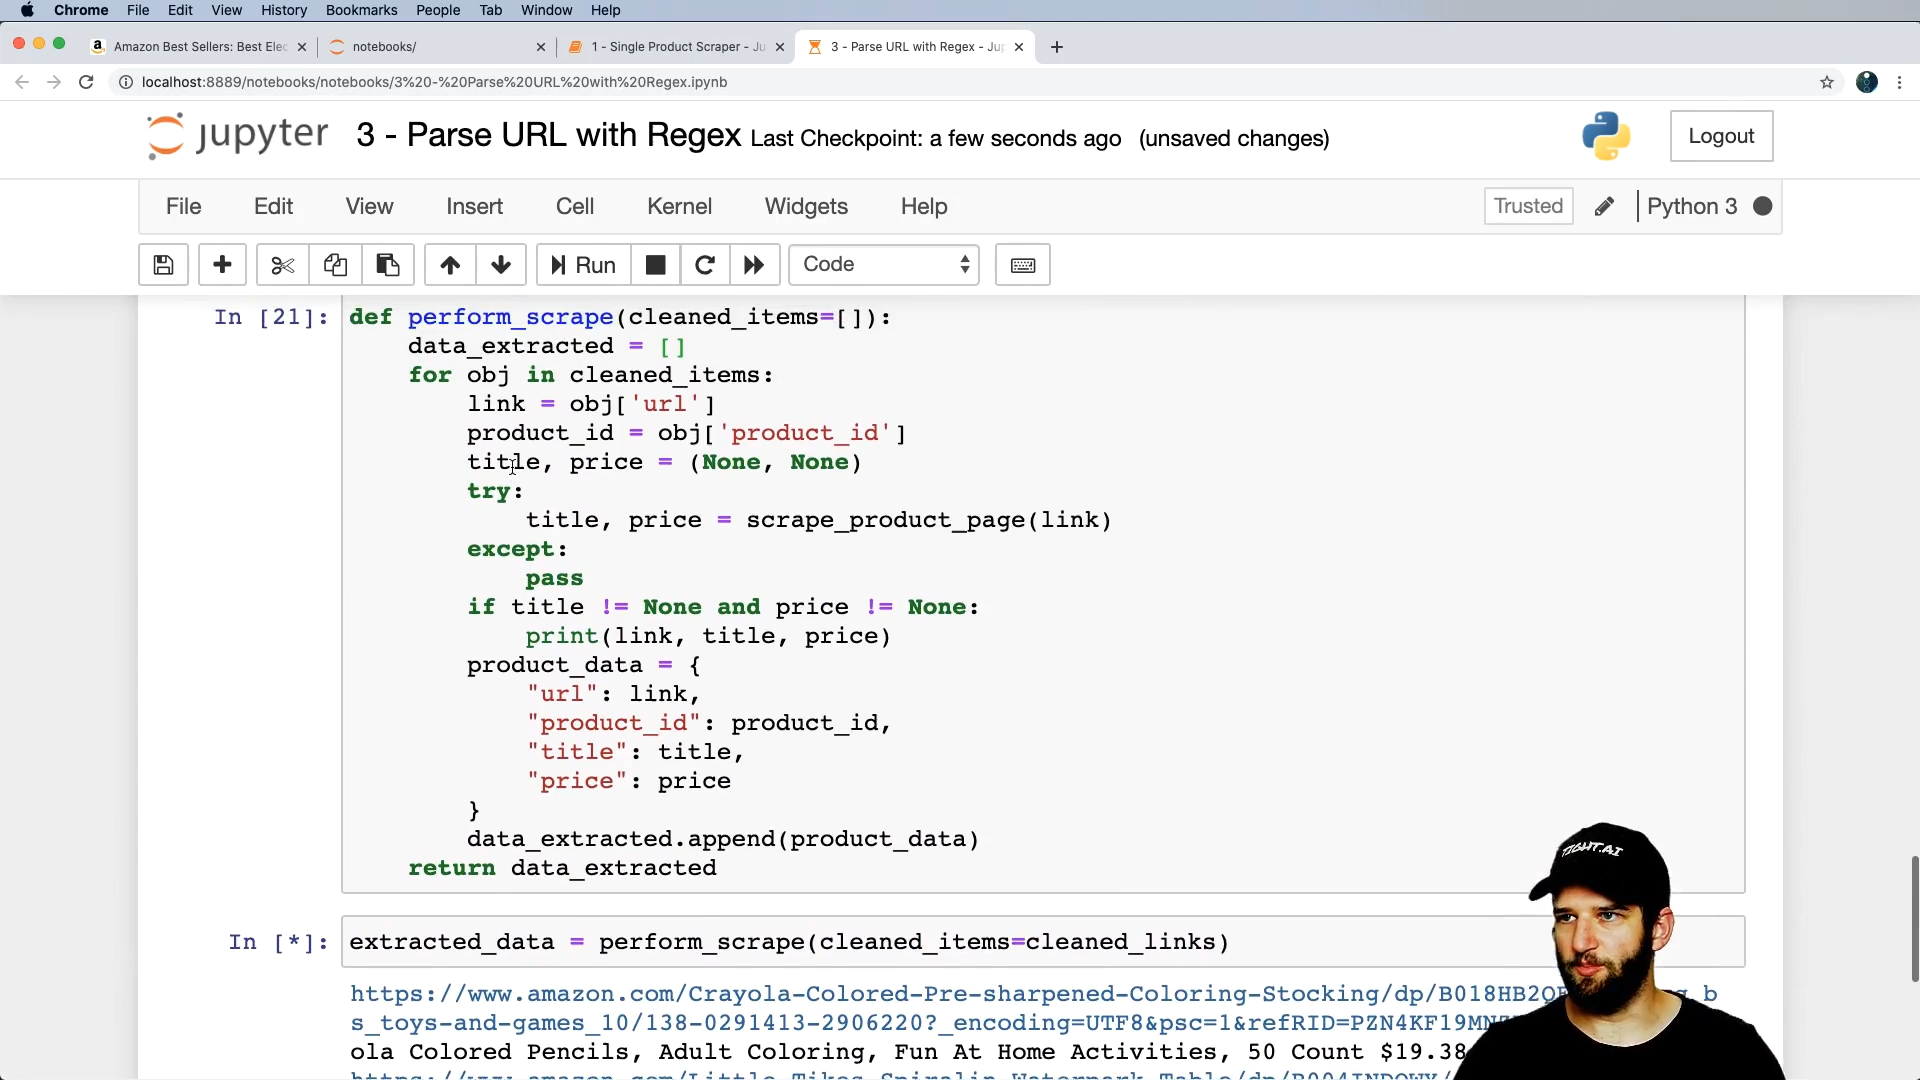 Chrome File Edit View History Bookmarks People Tab Window Help
Amazon Best Sellers: Best Elec
notebooks/
1 - Single Product Scraper - Ju
3 - Parse URL with Regex - Jup
localhost:8889/notebooks/notebooks/3%20-%20Parse%20URL%20with%20Regex.ipynb
jupyter 3 - Parse URL with Regex Last Checkpoint: a few seconds ago (unsaved changes)
Logout
File Edit View Insert Cell Kernel Widgets Help
Trusted Python 3
Run Code
In [21]: def perform_scrape(cleaned_items=[]):
data_extracted = []
for obj in cleaned_items:
link = obj['url']
product_id = obj['product_id']
title, price = (None, None)
try:
title, price = scrape_product_page(link)
except:
pass
if title != None and price != None:
print(link, title, price)
product_data = {
"url": link,
"product_id": product_id,
"title": title,
"price": price
}
data_extracted.append(product_data)
return data_extracted
TIGHT.AI
In [*]: extracted_data = perform_scrape(cleaned_items=cleaned_links)
https://www.amazon.com/Crayola-Colored-Pre-sharpened-Coloring-Stocking/dp/B018HB2Q
s_toys-and-games_10/138-0291413-2906220?_encoding=UTF8&psc=1&refRID=PZN4KF19MN
ola Colored Pencils, Adult Coloring, Fun At Home Activities, 50 Count $19.38